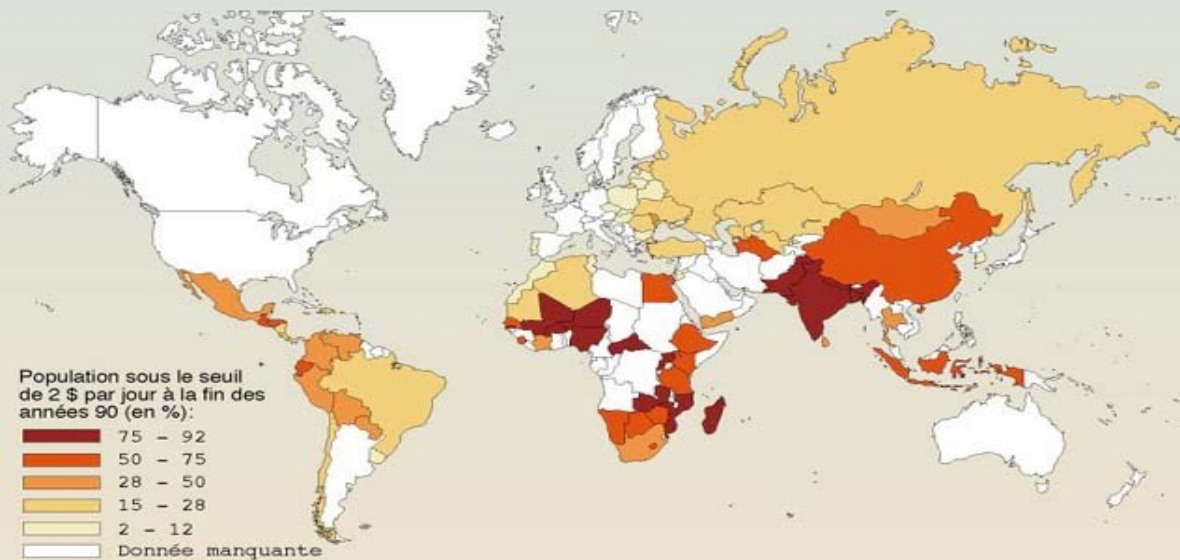 Population sous le seuil
de 2 $ par jour à la fin des
années 90 (en %):
75 – 92
50 – 75
28 – 50
15 – 28
2 – 12
Donnée manquante